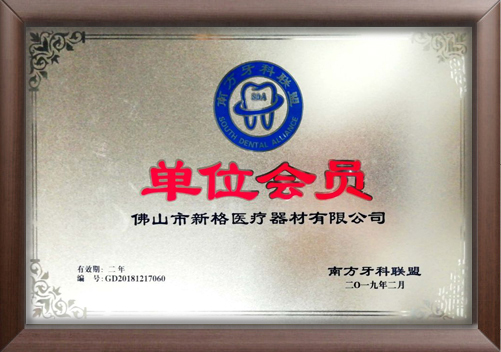 南方牙科联盟
SDA
SOUTH DENTAL ALLIANCE
单位会员
佛山市新格医疗器材有限公司
有效期：二年
编　号：GD20181217060
南方牙科联盟
二〇一九年二月